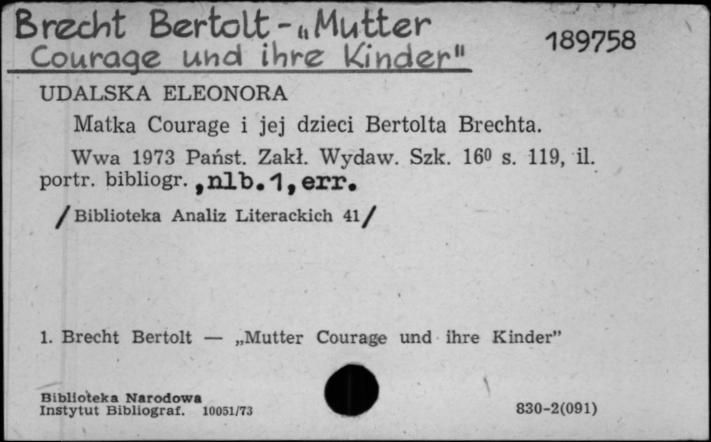 Brecht Bertolt - „Mutter
Courage und ihre Kinder"
189758
UDALSKA ELEONORA
Matka Courage i jej dzieci Bertolta Brechta.
Wwa 1973 Państ. Zakł. Wydaw. Szk. 16⁰ s. 119, il.
portr. bibliogr. ,nlb.1,err.
/Biblioteka Analiz Literackich 41/
1. Brecht Bertolt — „Mutter Courage und ihre Kinder”
Biblioteka Narodowa
Instytut Bibliograf. 10051/73
830-2(091)